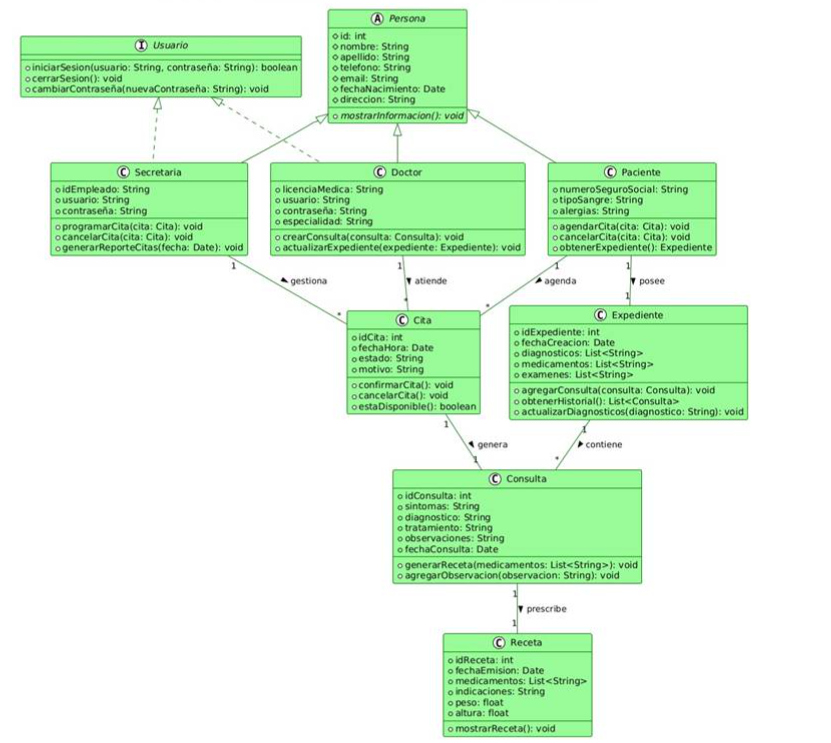 A Persona
id: int
nombre: String
apellido: String
telefono: String
email: String
fechaNacimiento: Date
direccion: String
mostrarInformacion(): void
I Usuario
iniciarSesion(usuario: String, contraseña: String): boolean
cerrarSesion(): void
cambiarContraseña(nuevaContraseña: String): void
C Secretaria
idEmpleado: String
usuario: String
contraseña: String
programarCita(cita: Cita): void
cancelarCita(cita: Cita): void
generarReporteCitas(fecha: Date): void
C Doctor
licenciaMedica: String
usuario: String
contraseña: String
especialidad: String
crearConsulta(consulta: Consulta): void
actualizarExpediente(expediente: Expediente): void
C Paciente
numeroSeguroSocial: String
tipoSangre: String
alergias: String
agendarCita(cita: Cita): void
cancelarCita(cita: Cita): void
obtenerExpediente(): Expediente
1
gestiona
*
1
atiende
*
1
agenda
*
1
posee
1
C Cita
idCita: int
fechaHora: Date
estado: String
motivo: String
confirmarCita(): void
cancelarCita(): void
estaDisponible(): boolean
C Expediente
idExpediente: int
fechaCreacion: Date
diagnosticos: List<String>
medicamentos: List<String>
examenes: List<String>
agregarConsulta(consulta: Consulta): void
obtenerHistorial(): List<Consulta>
actualizarDiagnosticos(diagnostico: String): void
1
genera
1
1
contiene
*
C Consulta
idConsulta: int
sintomas: String
diagnostico: String
tratamiento: String
observaciones: String
fechaConsulta: Date
generarReceta(medicamentos: List<String>): void
agregarObservacion(observacion: String): void
1
prescribe
1
C Receta
idReceta: int
fechaEmision: Date
medicamentos: List<String>
indicaciones: String
peso: float
altura: float
mostrarReceta(): void